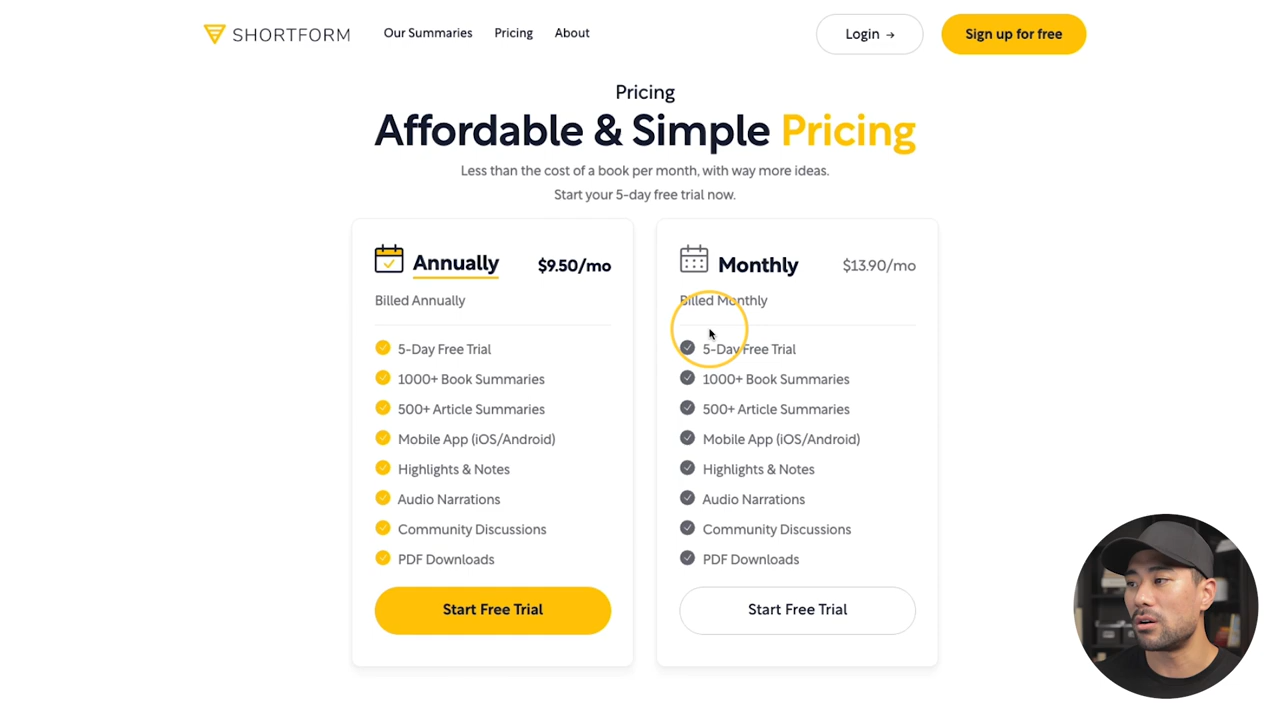 SHORTFORM
Our Summaries
Pricing
About
Login →
Sign up for free
Pricing
Affordable & Simple Pricing
Less than the cost of a book per month, with way more ideas.
Start your 5-day free trial now.
Annually
$9.50/mo
Billed Annually
5-Day Free Trial
1000+ Book Summaries
500+ Article Summaries
Mobile App (iOS/Android)
Highlights & Notes
Audio Narrations
Community Discussions
PDF Downloads
Start Free Trial
Monthly
$13.90/mo
Billed Monthly
5-Day Free Trial
1000+ Book Summaries
500+ Article Summaries
Mobile App (iOS/Android)
Highlights & Notes
Audio Narrations
Community Discussions
PDF Downloads
Start Free Trial